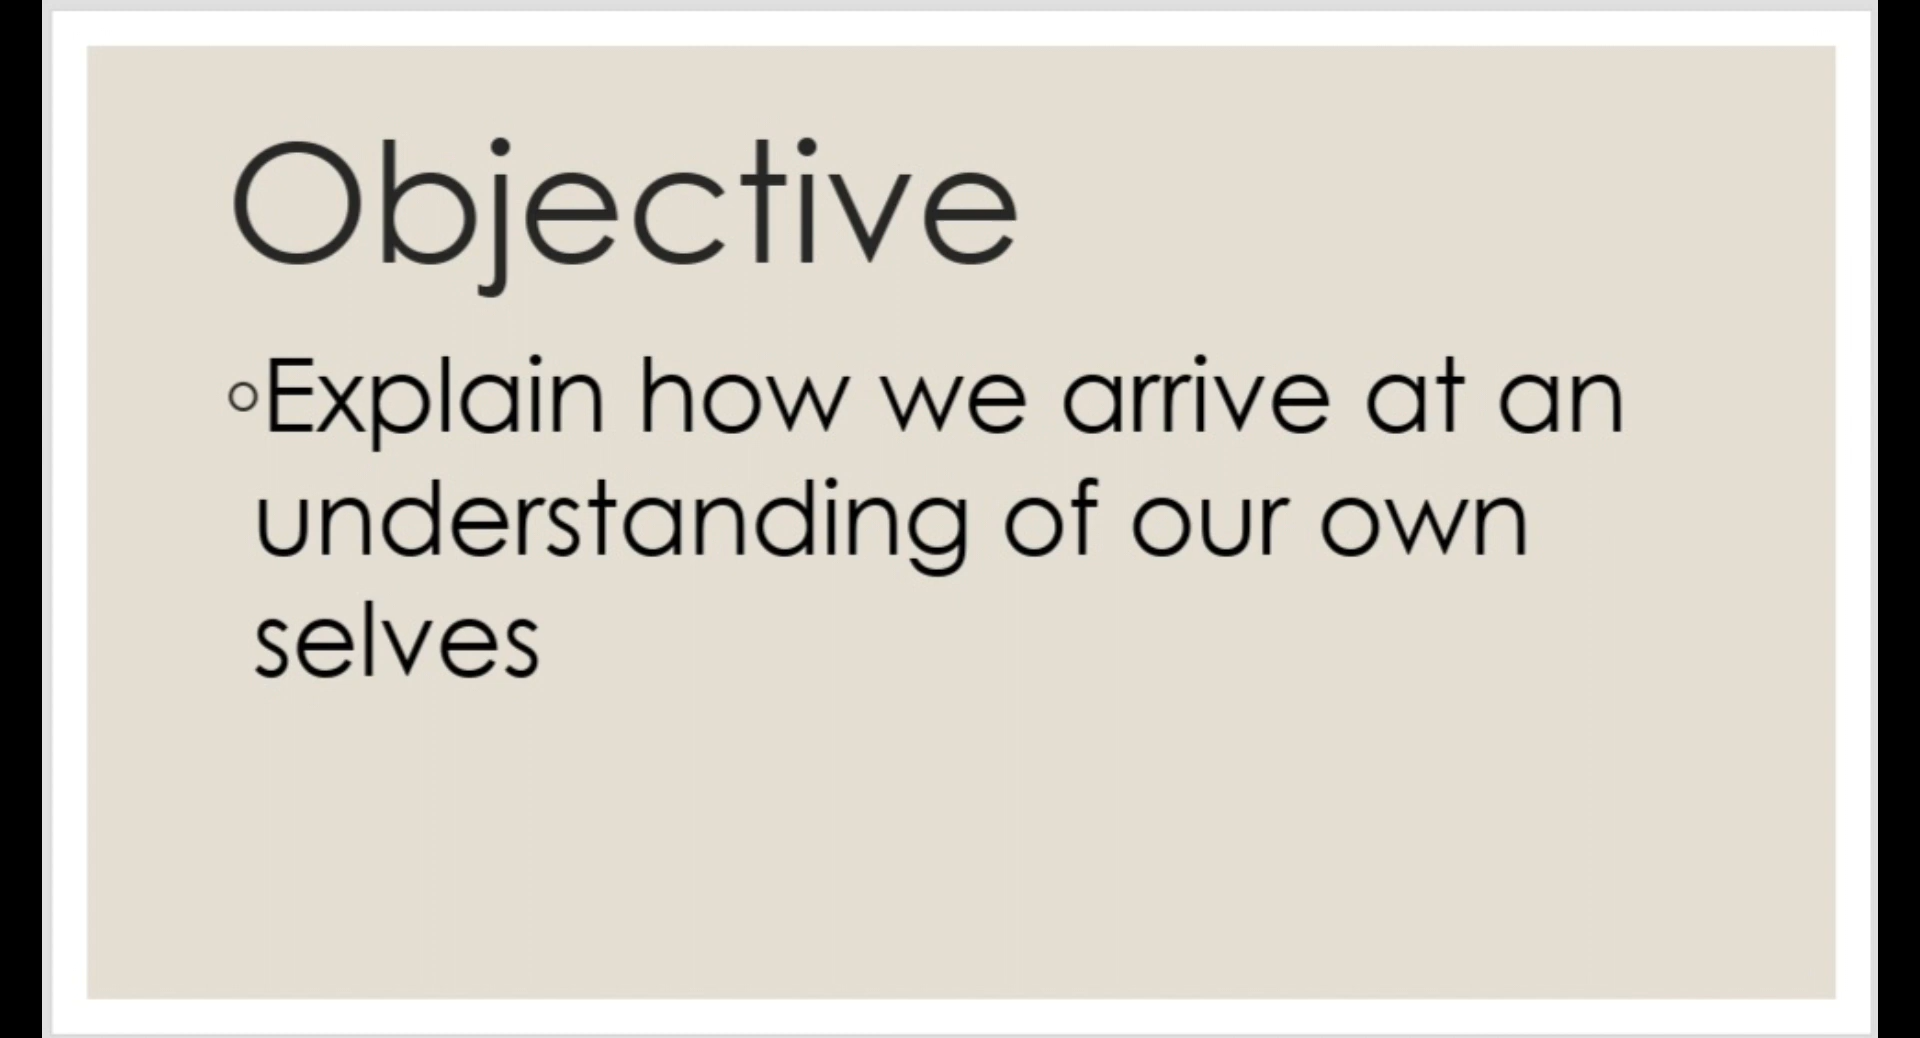 Objective
◦Explain how we arrive at an
understanding of our own
selves